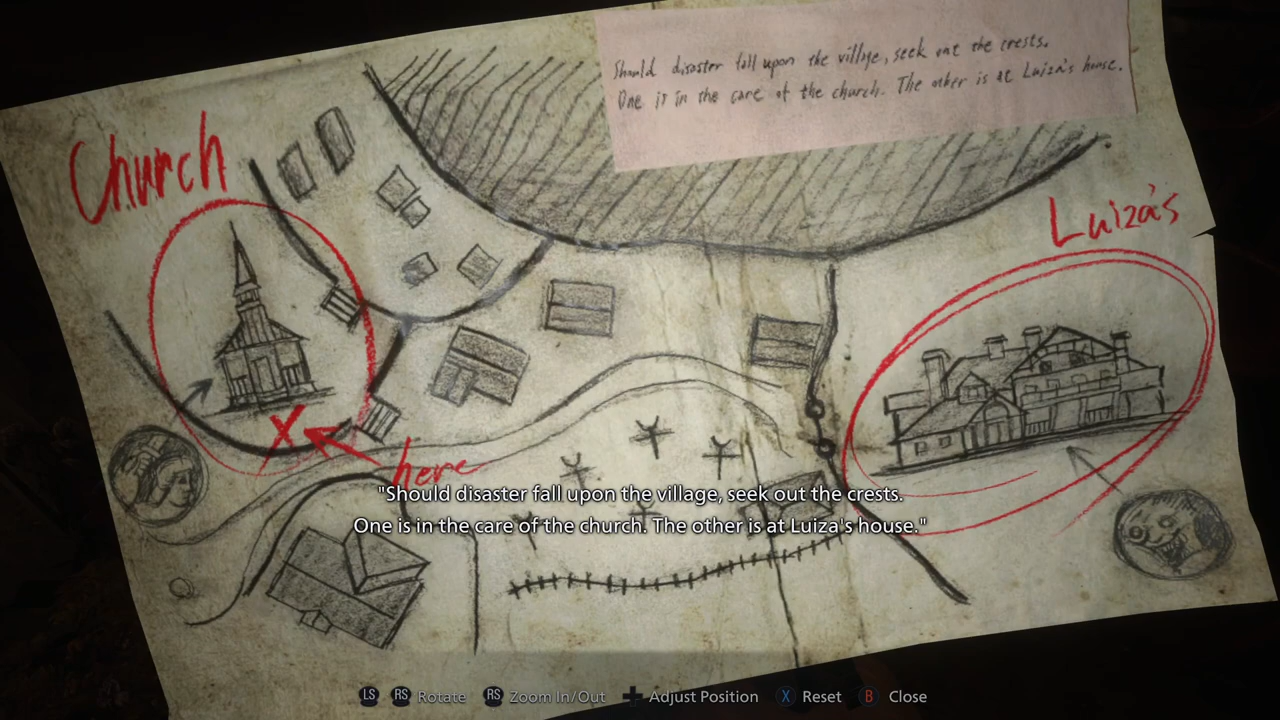 Should disaster fall upon the village, seek out the crests.
One is in the care of the church. The other is at Luiza's house.
Church
Luiza's
X
here
"Should disaster fall upon the village, seek out the crests.
One is in the care of the church. The other is at Luiza's house."
LS RS Rotate RS Zoom In/Out Adjust Position X Reset B Close